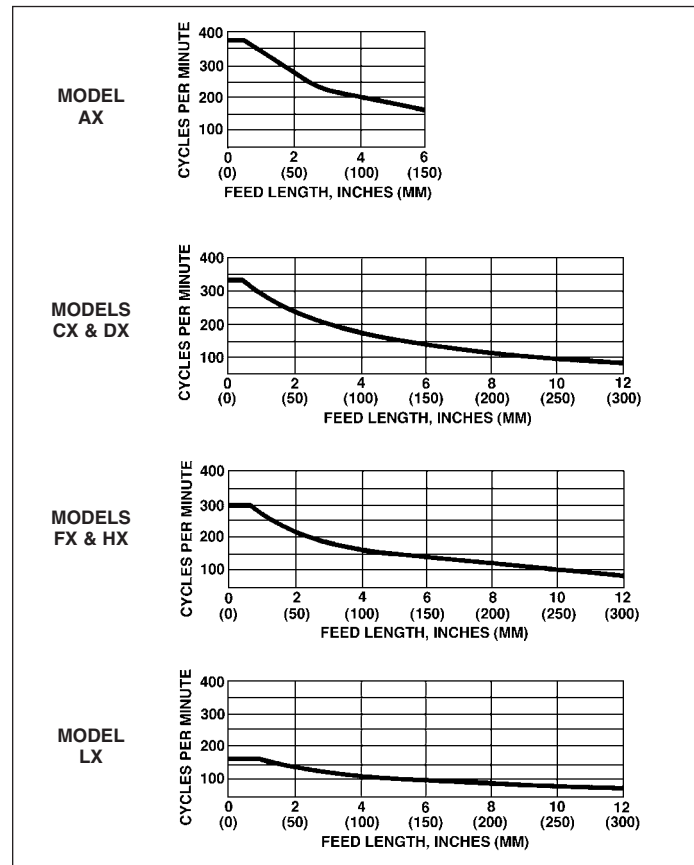 MODEL
AX
CYCLES PER MINUTE
400
300
200
100
0 2 4 6
(0) (50) (100) (150)
FEED LENGTH, INCHES (MM)
MODELS
CX & DX
CYCLES PER MINUTE
400
300
200
100
0 2 4 6 8 10 12
(0) (50) (100) (150) (200) (250) (300)
FEED LENGTH, INCHES (MM)
MODELS
FX & HX
CYCLES PER MINUTE
400
300
200
100
0 2 4 6 8 10 12
(0) (50) (100) (150) (200) (250) (300)
FEED LENGTH, INCHES (MM)
MODEL
LX
CYCLES PER MINUTE
400
300
200
100
0 2 4 6 8 10 12
(0) (50) (100) (150) (200) (250) (300)
FEED LENGTH, INCHES (MM)